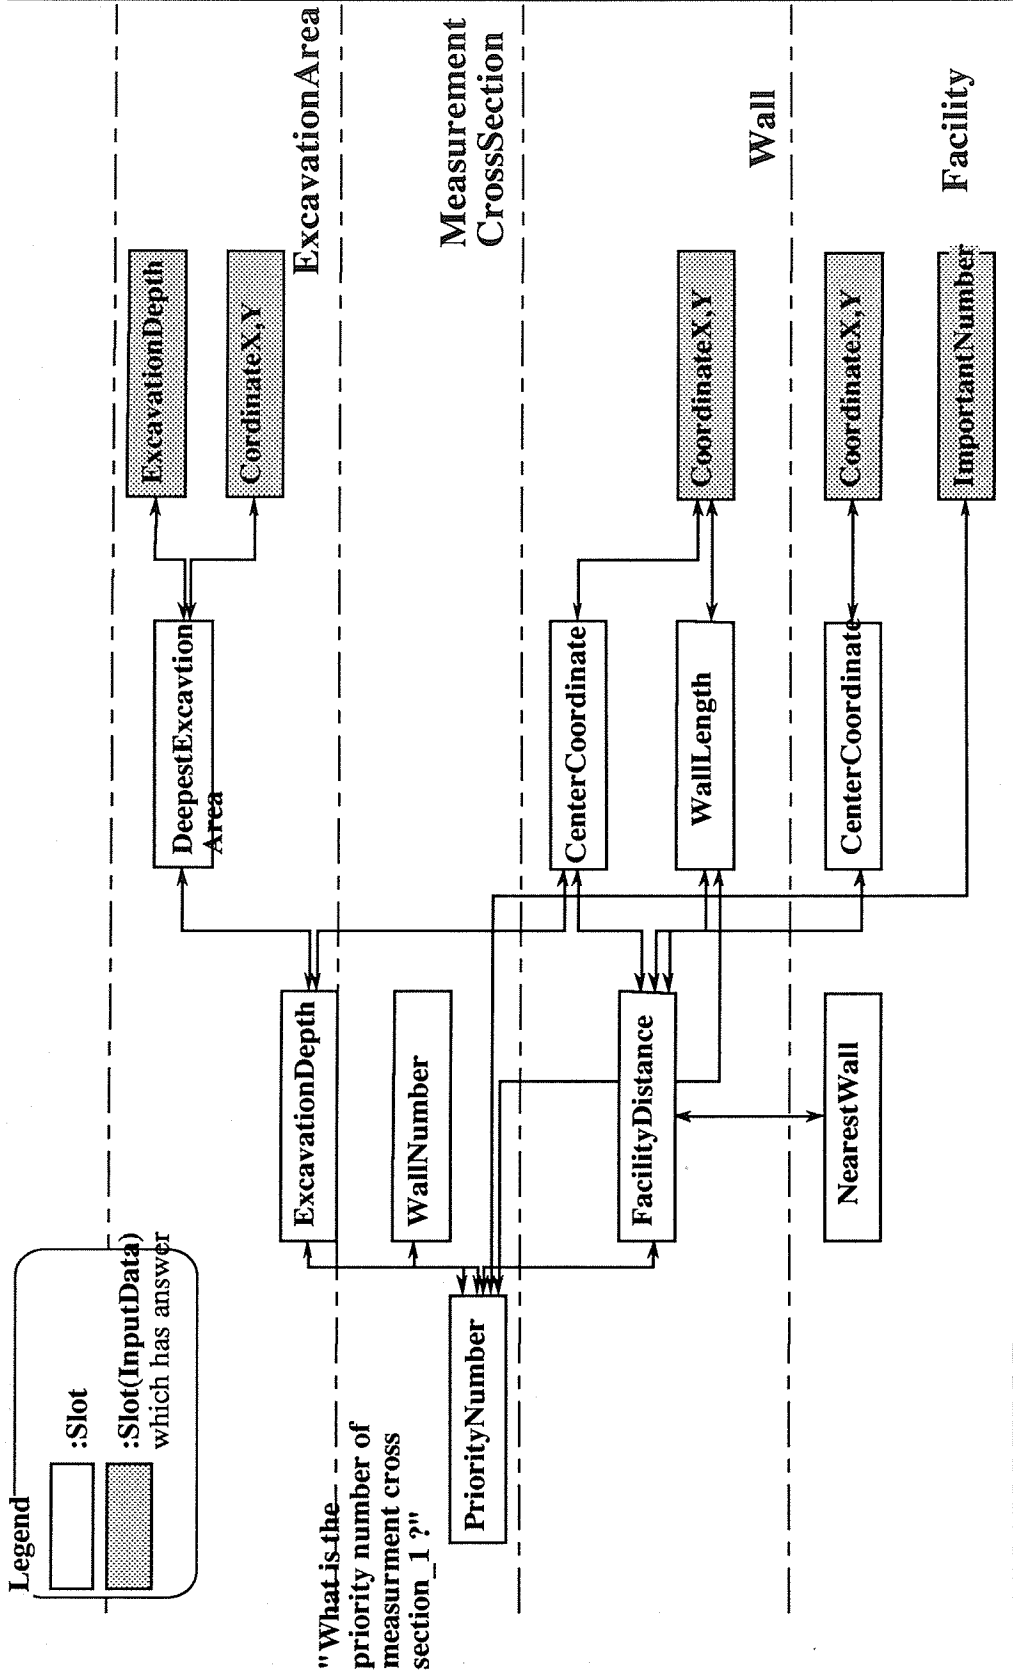 Legend
:Slot
:Slot(InputData)
which has answer
"What is the
priority number of
measurment cross
section_1 ?"
PriorityNumber
ExcavationDepth
WallNumber
FacilityDistance
NearestWall
DeepestExcavtion
Area
CenterCoordinate
WallLength
CenterCoordinate
ExcavationDepth
CordinateX,Y
CoordinateX,Y
CoordinateX,Y
ImportantNumber
ExcavationArea
Measurement
CrossSection
Wall
Facility